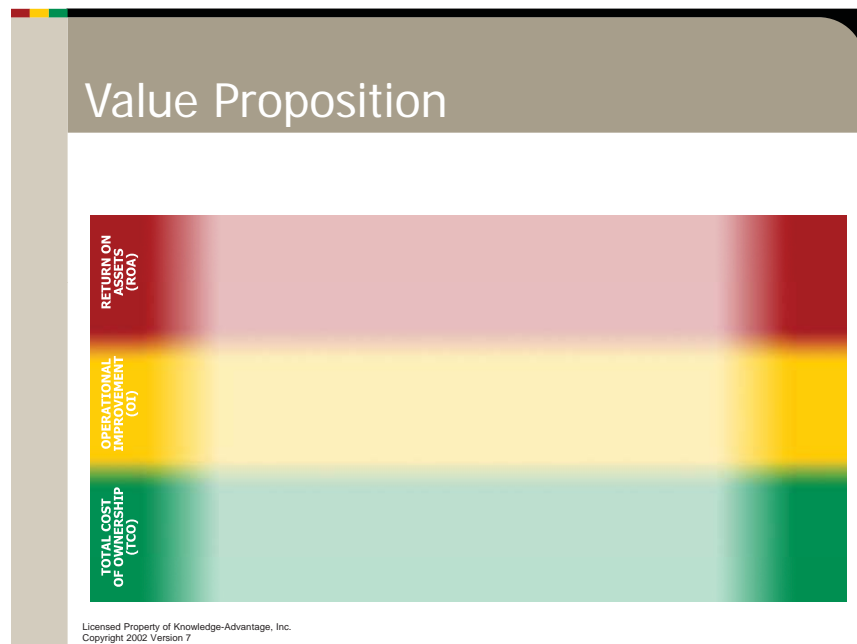 Value Proposition
RETURN ON
ASSETS
(ROA)
OPERATIONAL
IMPROVEMENT
(OI)
TOTAL COST
OF OWNERSHIP
(TCO)
Licensed Property of Knowledge-Advantage, Inc.
Copyright 2002 Version 7